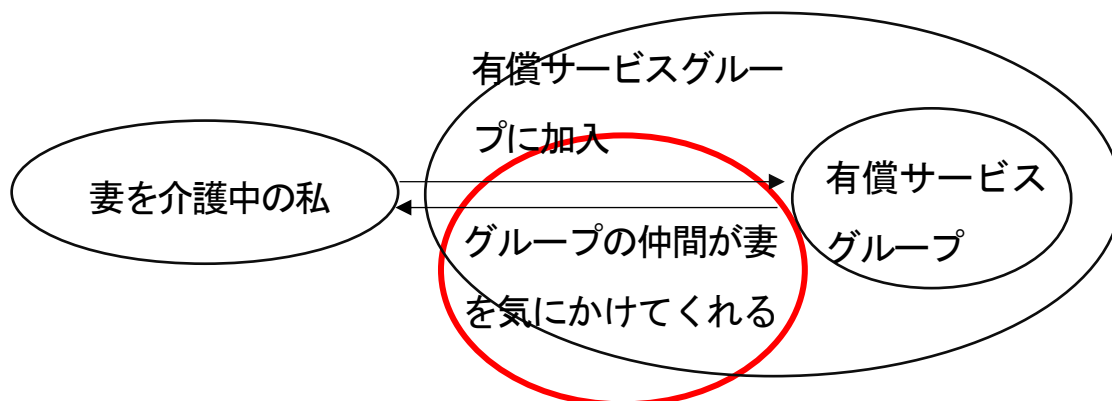 有償サービスグルー
プに加入
妻を介護中の私
有償サービス
グループ
グループの仲間が妻
を気にかけてくれる